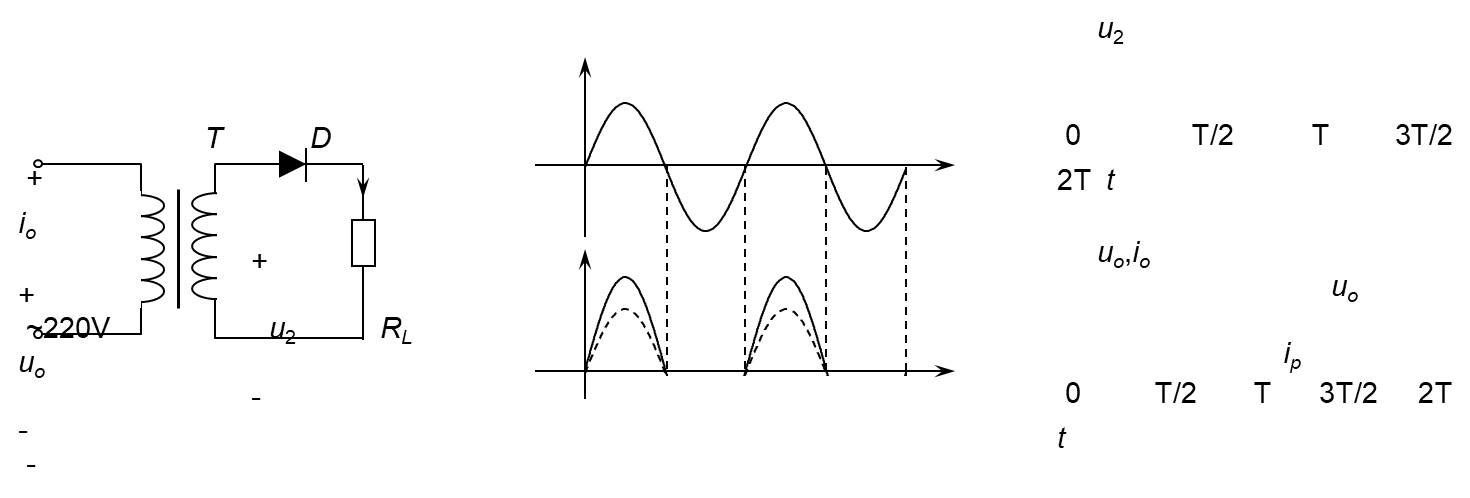 T D
+
io
+
~220V u2 RL
uo
+
-
-
-
u2
0 T/2 T 3T/2
2T t
uo,io
uo
ip
0 T/2 T 3T/2 2T
t